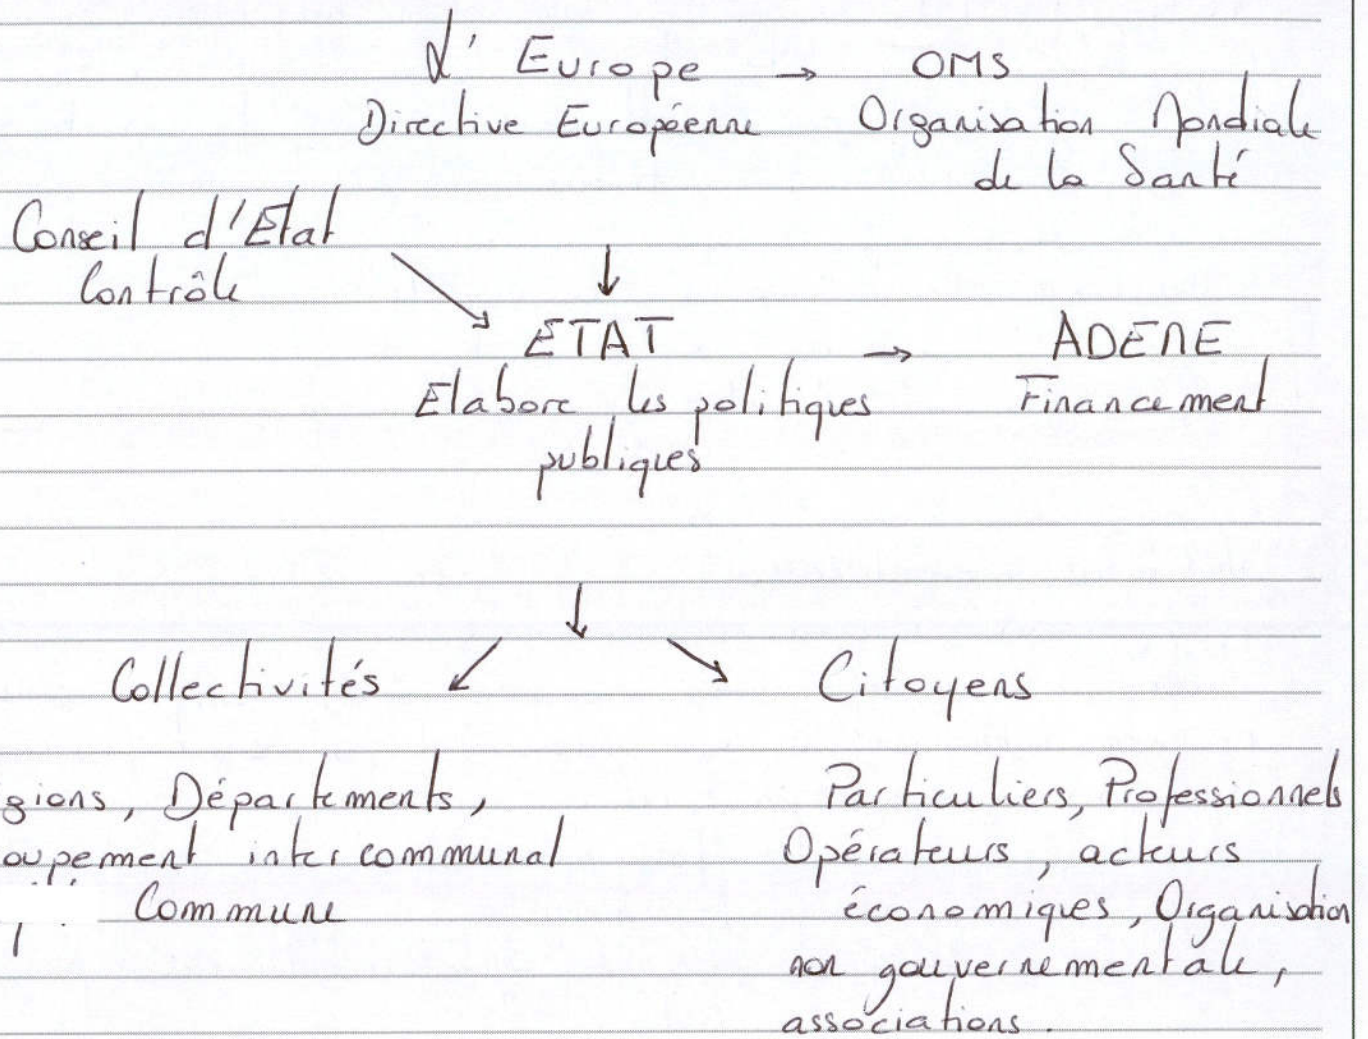 d' Europe → OMS
Directive Européenne Organisation Mondiale
de la Santé
Conseil d'Etat
Contrôle
↓
ETAT → ADEME
Elabore les politiques Financement
publiques
↓
Collectivités ↙ ↘ Citoyens
gions, Départements, Particuliers, Professionnels
oupement intercommunal Opérateurs, acteurs
Commune économiques, Organisation
non gouvernementale,
associations.